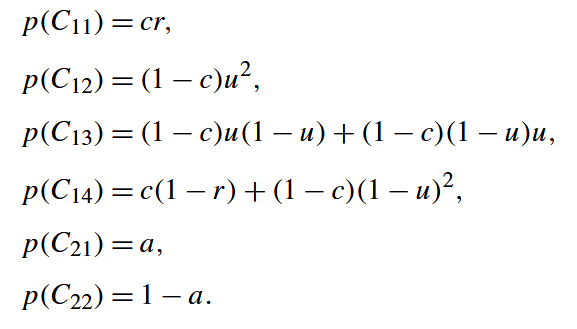 p(C₁₁) = cr,
p(C₁₂) = (1 − c)u²,
p(C₁₃) = (1 − c)u(1 − u) + (1 − c)(1 − u)u,
p(C₁₄) = c(1 − r) + (1 − c)(1 − u)²,
p(C₂₁) = a,
p(C₂₂) = 1 − a.